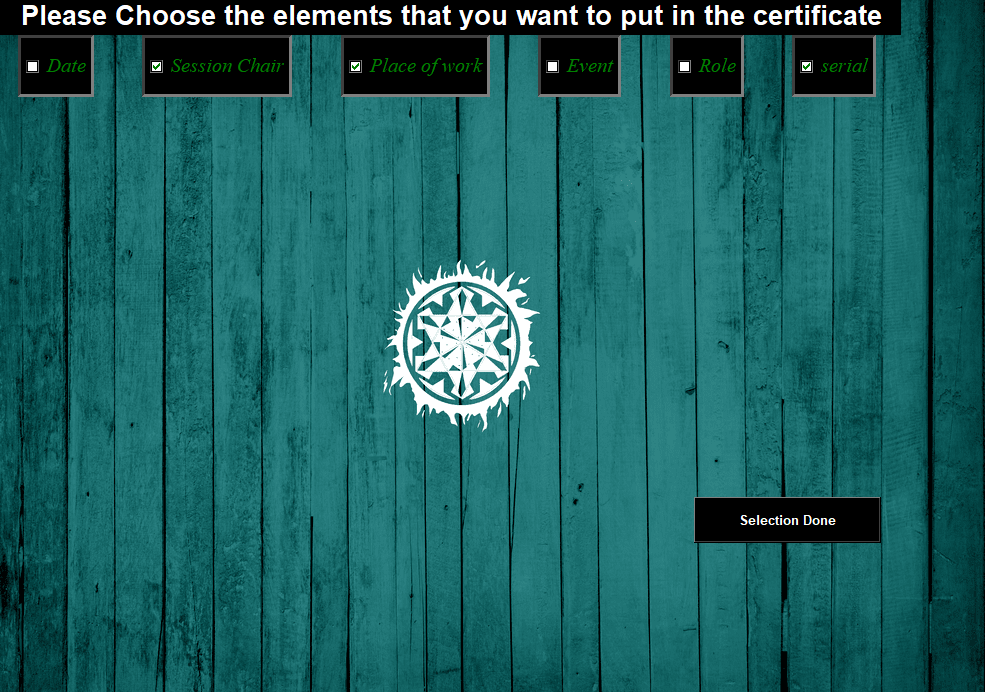 Please Choose the elements that you want to put in the certificate
Date Session Chair Place of work Event Role serial
Selection Done